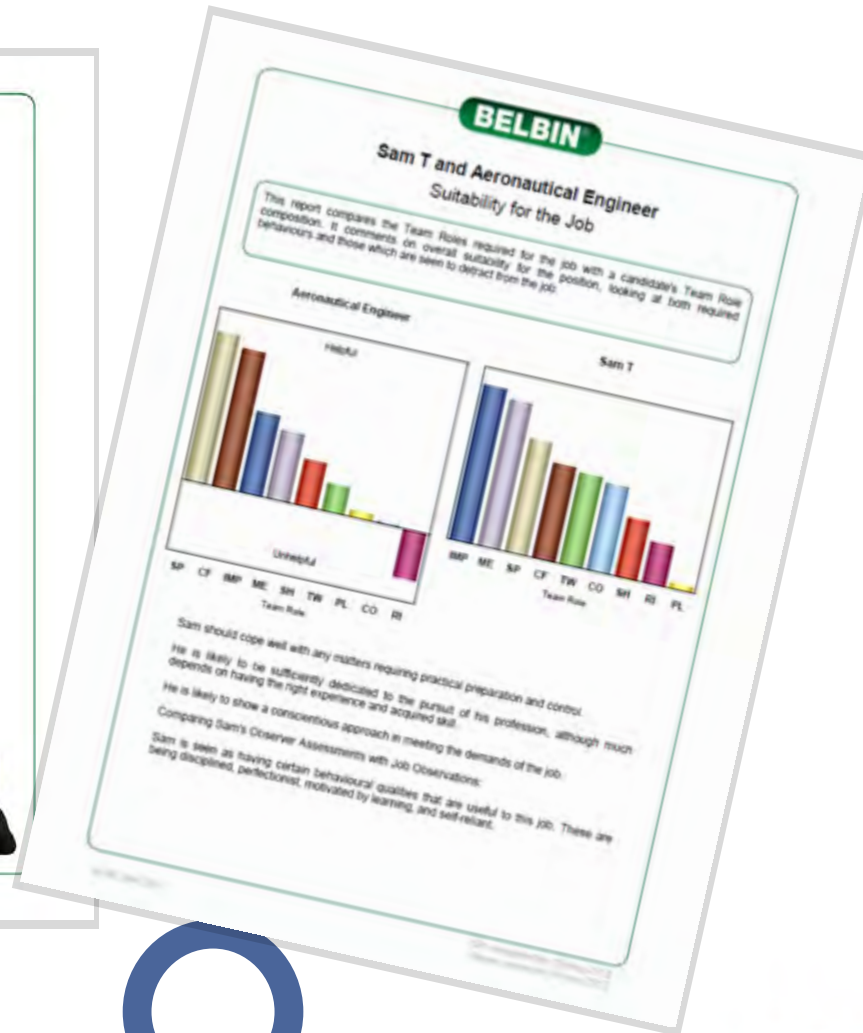 BELBIN
Sam T and Aeronautical Engineer
Suitability for the Job
This report compares the Team Roles required for the job with a candidate's Team Role
composition. It comments on overall suitability for the position, looking at both required
behaviours and those which are seen to detract from the job.
Aeronautical Engineer
Helpful
Unhelpful
SP CF IMP ME SH TW PL CO RI
Team Role
Sam T
IMP ME SP CF TW CO SH RI PL
Team Role
Sam should cope well with any matters requiring practical preparation and control.
He is likely to be sufficiently dedicated to the pursuit of his profession, although much
depends on having the right experience and acquired skill.
He is likely to show a conscientious approach in meeting the demands of the job.
Comparing Sam's Observer Assessments with Job Observations:
Sam is seen as having certain behavioural qualities that are useful to this job. These are
being disciplined, perfectionist, motivated by learning, and self-reliant.